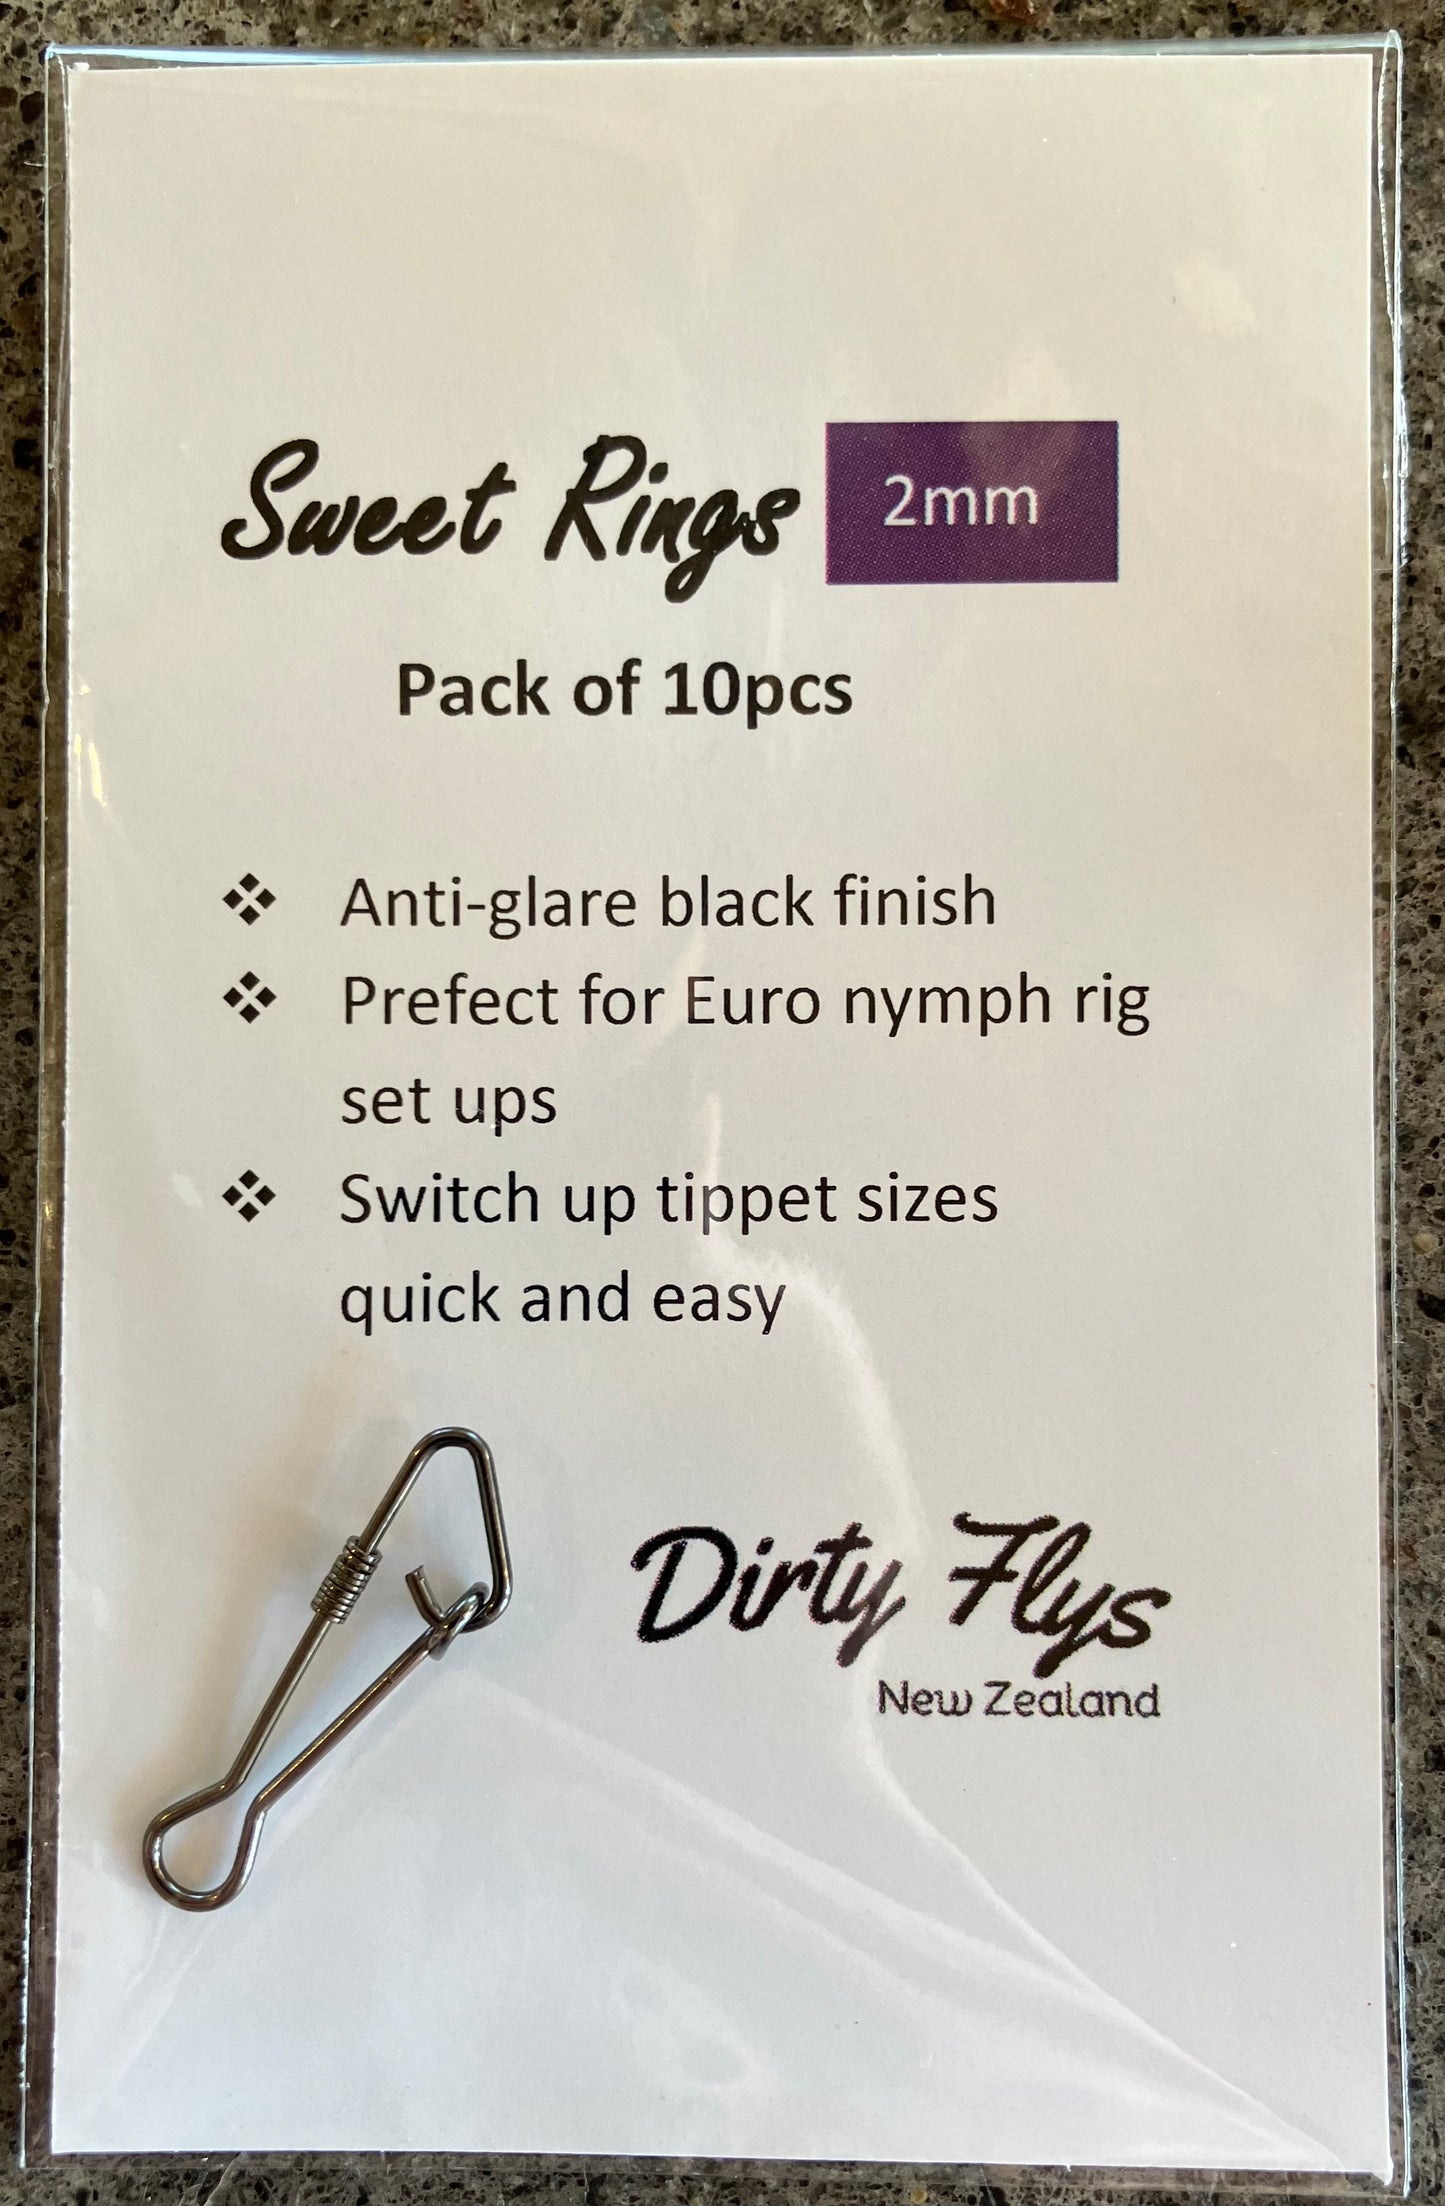 Sweet Rings 2mm
Pack of 10pcs
❖ Anti-glare black finish
❖ Prefect for Euro nymph rig
set ups
❖ Switch up tippet sizes
quick and easy
Dirty Flys
New Zealand